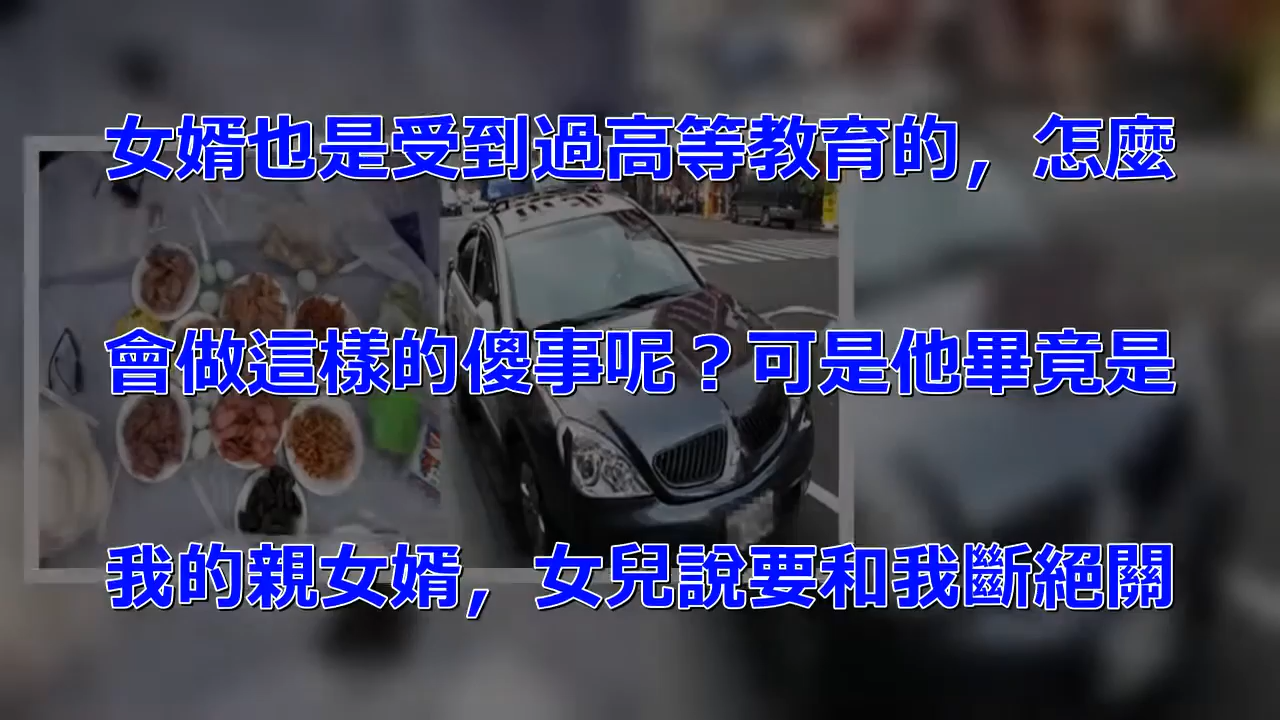 女婿也是受到過高等教育的，怎麼
會做這樣的傻事呢？可是他畢竟是
我的親女婿，女兒說要和我斷絕關